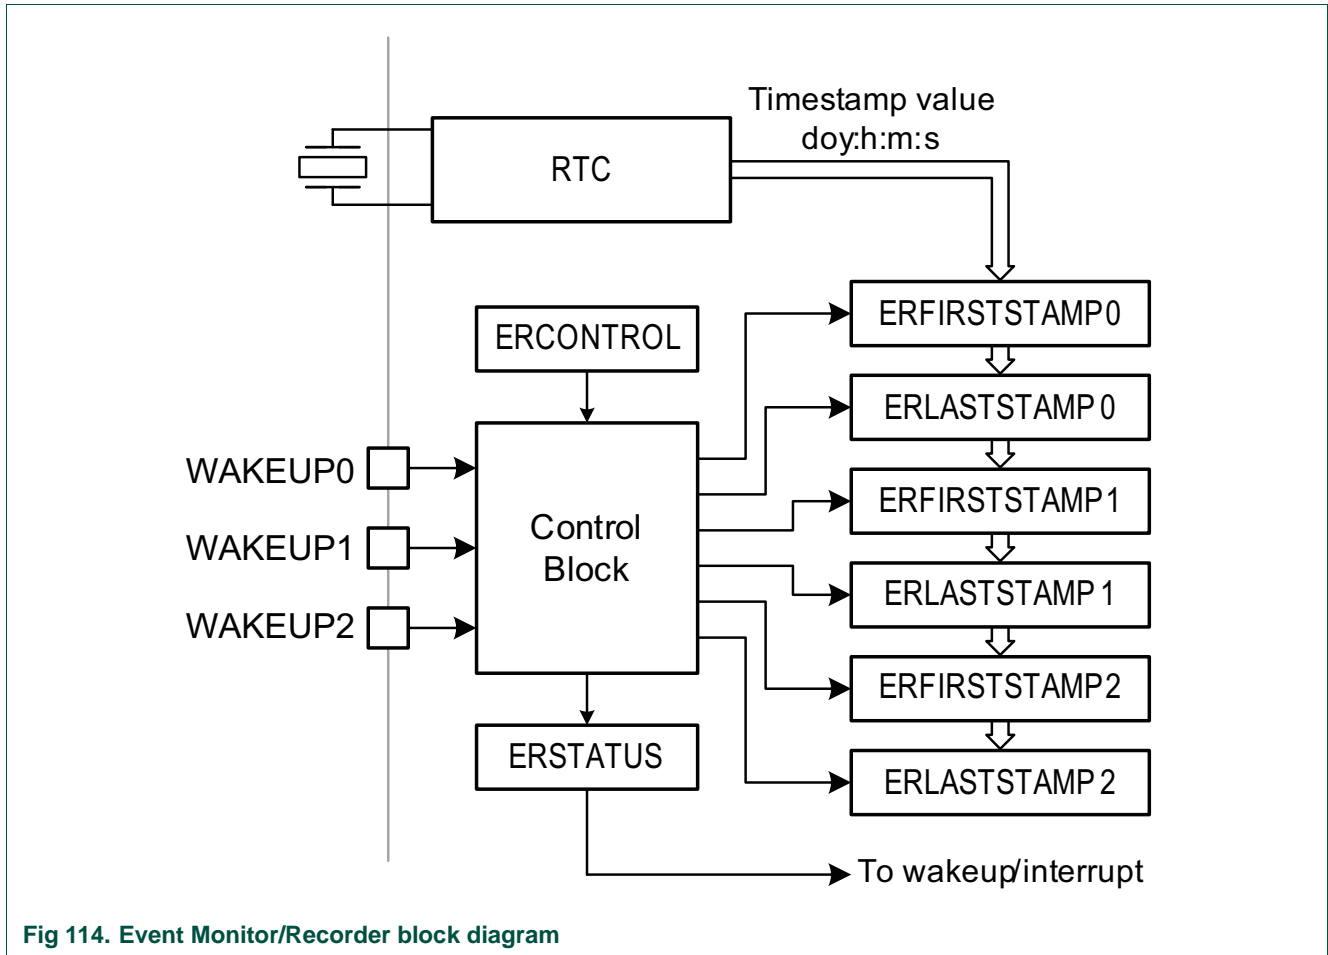 Timestamp value
doy:h:m:s
RTC
ERFIRSTSTAMP0
ERCONTROL
ERLASTSTAMP0
WAKEUP0
ERFIRSTSTAMP1
WAKEUP1
Control
Block
ERLASTSTAMP1
WAKEUP2
ERFIRSTSTAMP2
ERSTATUS
ERLASTSTAMP2
To wakeup/interrupt
Fig 114. Event Monitor/Recorder block diagram